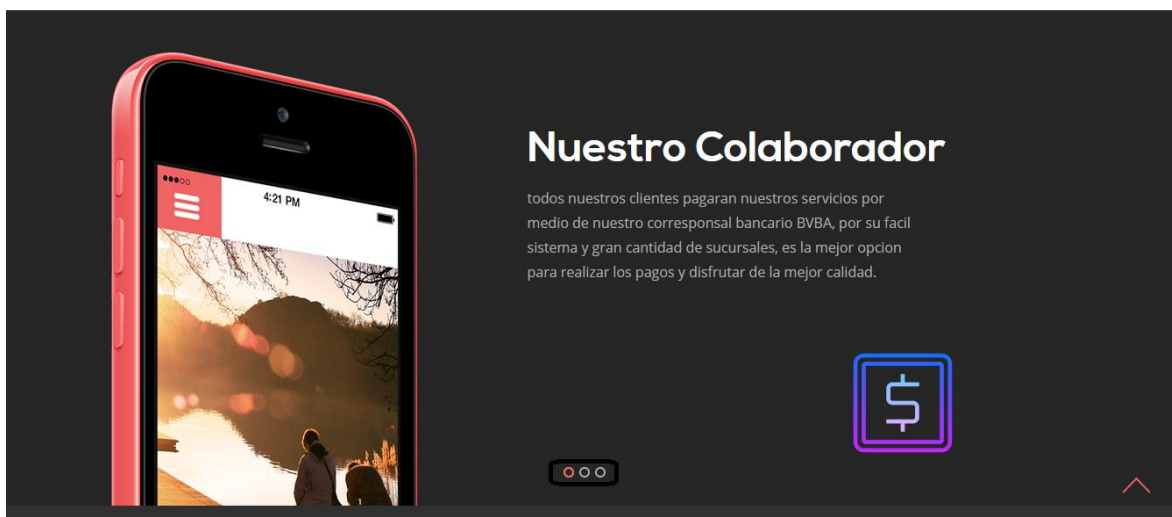 4:21 PM
Nuestro Colaborador
todos nuestros clientes pagaran nuestros servicios por
medio de nuestro corresponsal bancario BVBA, por su facil
sistema y gran cantidad de sucursales, es la mejor opcion
para realizar los pagos y disfrutar de la mejor calidad.
$